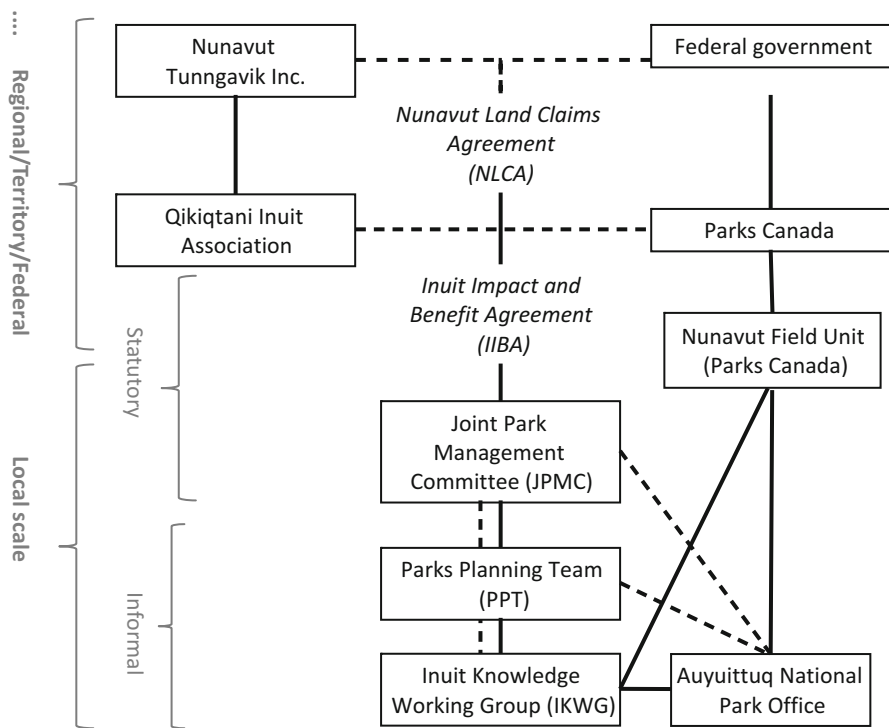 ....
Regional/Territory/Federal
Local scale
Statutory
Informal
Nunavut
Tunngavik Inc.
Federal government
Nunavut Land Claims
Agreement
(NLCA)
Qikiqtani Inuit
Association
Parks Canada
Inuit Impact and
Benefit Agreement
(IIBA)
Nunavut Field Unit
(Parks Canada)
Joint Park
Management
Committee (JPMC)
Parks Planning Team
(PPT)
Inuit Knowledge
Working Group (IKWG)
Auyuittuq National
Park Office